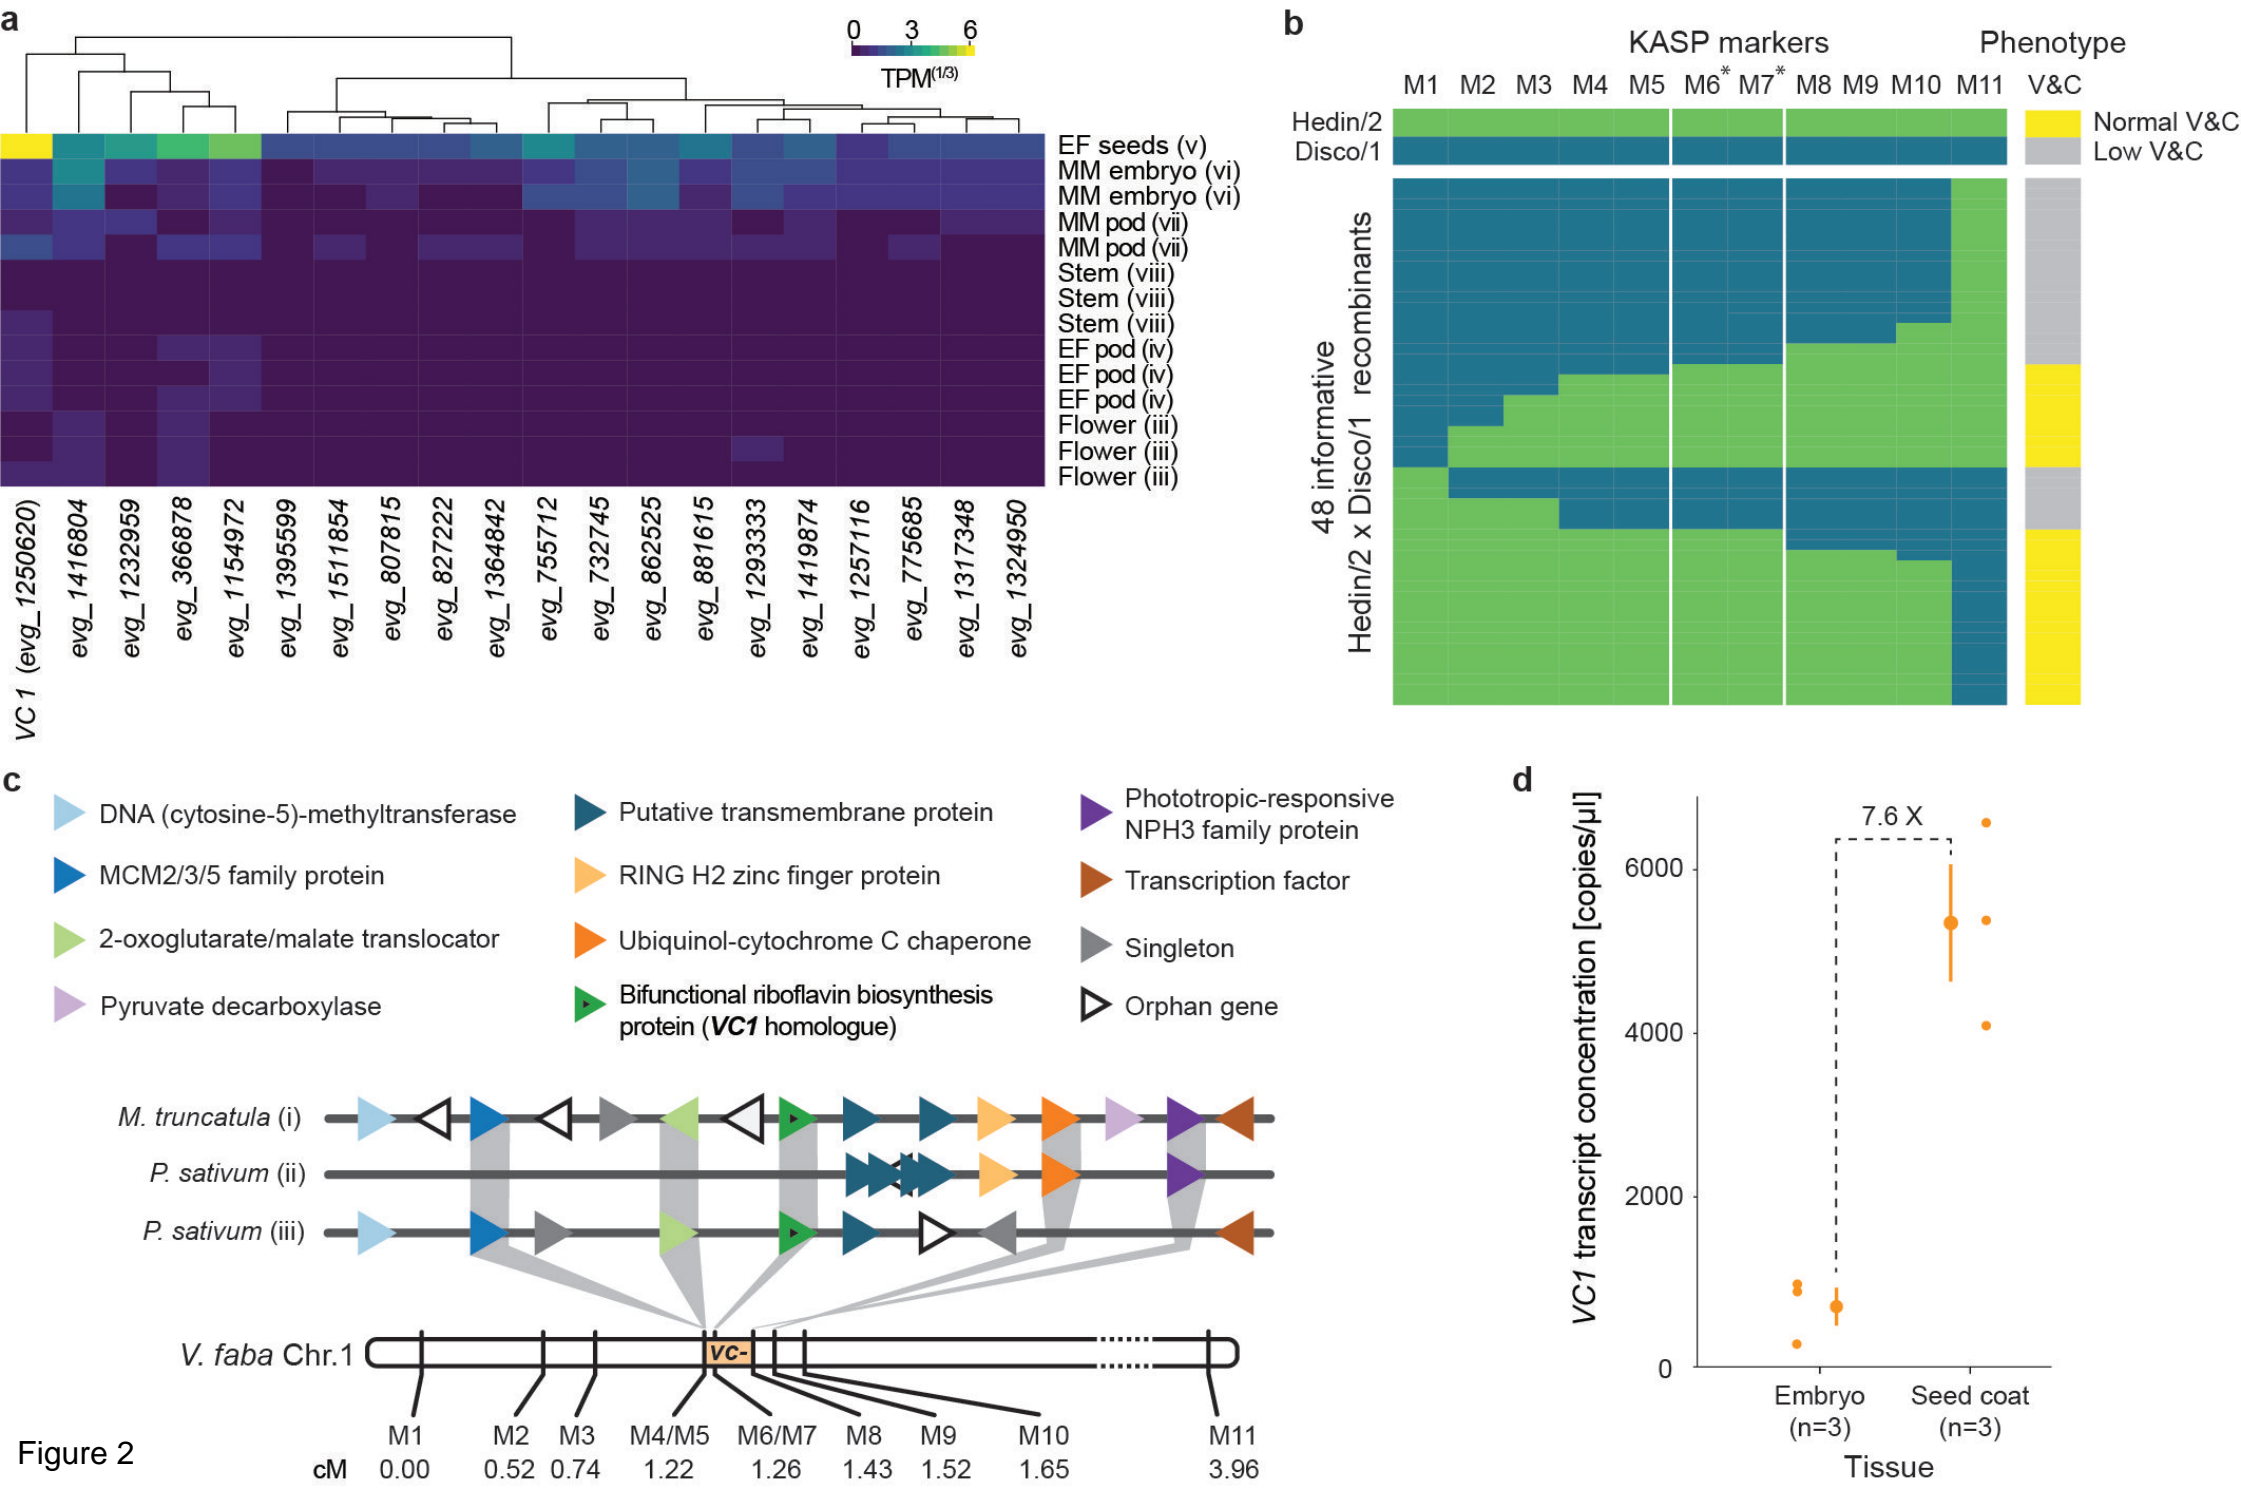 a
0 3 6
TPM(1/3)
EF seeds (v)
MM embryo (vi)
MM embryo (vi)
MM pod (vii)
MM pod (vii)
Stem (viii)
Stem (viii)
Stem (viii)
EF pod (iv)
EF pod (iv)
EF pod (iv)
Flower (iii)
Flower (iii)
Flower (iii)
VC 1 (evg_1250620)
evg_1416804
evg_1232959
evg_366878
evg_1154972
evg_1395599
evg_1511854
evg_807815
evg_827222
evg_1364842
evg_755712
evg_732745
evg_862525
evg_881615
evg_1293333
evg_1419874
evg_1257116
evg_775685
evg_1317348
evg_1324950
b
KASP markers Phenotype
M1 M2 M3 M4 M5 M6* M7* M8 M9 M10 M11 V&C
Hedin/2 Normal V&C
Disco/1 Low V&C
48 informative
Hedin/2 x Disco/1 recombinants
c
DNA (cytosine-5)-methyltransferase
MCM2/3/5 family protein
2-oxoglutarate/malate translocator
Pyruvate decarboxylase
Putative transmembrane protein
RING H2 zinc finger protein
Ubiquinol-cytochrome C chaperone
Bifunctional riboflavin biosynthesis
protein (VC1 homologue)
Phototropic-responsive
NPH3 family protein
Transcription factor
Singleton
Orphan gene
M. truncatula (i)
P. sativum (ii)
P. sativum (iii)
V. faba Chr.1
vc-
M1 M2 M3 M4/M5 M6/M7 M8 M9 M10 M11
cM 0.00 0.52 0.74 1.22 1.26 1.43 1.52 1.65 3.96
d
VC1 transcript concentration [copies/µl]
7.6 X
6000
4000
2000
0
Embryo Seed coat
(n=3) (n=3)
Tissue
Figure 2